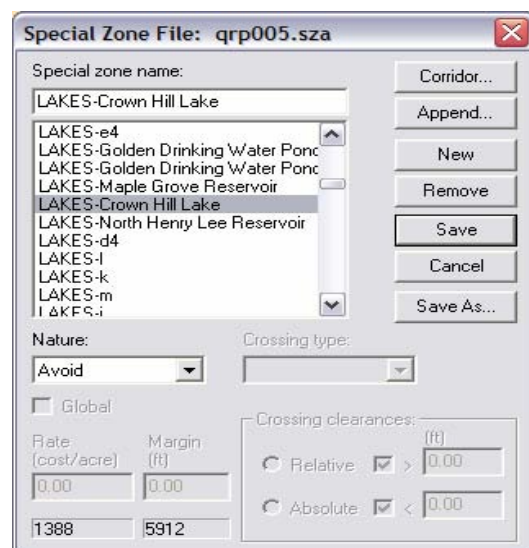 Special Zone File: qrp005.sza
Special zone name:
LAKES-Crown Hill Lake
LAKES-e4
LAKES-Golden Drinking Water Pond
LAKES-Golden Drinking Water Pond
LAKES-Maple Grove Reservoir
LAKES-Crown Hill Lake
LAKES-North Henry Lee Reservoir
LAKES-d4
LAKES-l
LAKES-k
LAKES-m
LAKES-i
Corridor...
Append...
New
Remove
Save
Cancel
Save As...
Nature:
Avoid
Crossing type:
Global
Rate
(cost/acre)
0.00
1388
Margin
(ft)
0.00
5912
Crossing clearances:
(ft)
Relative > 0.00
Absolute < 0.00